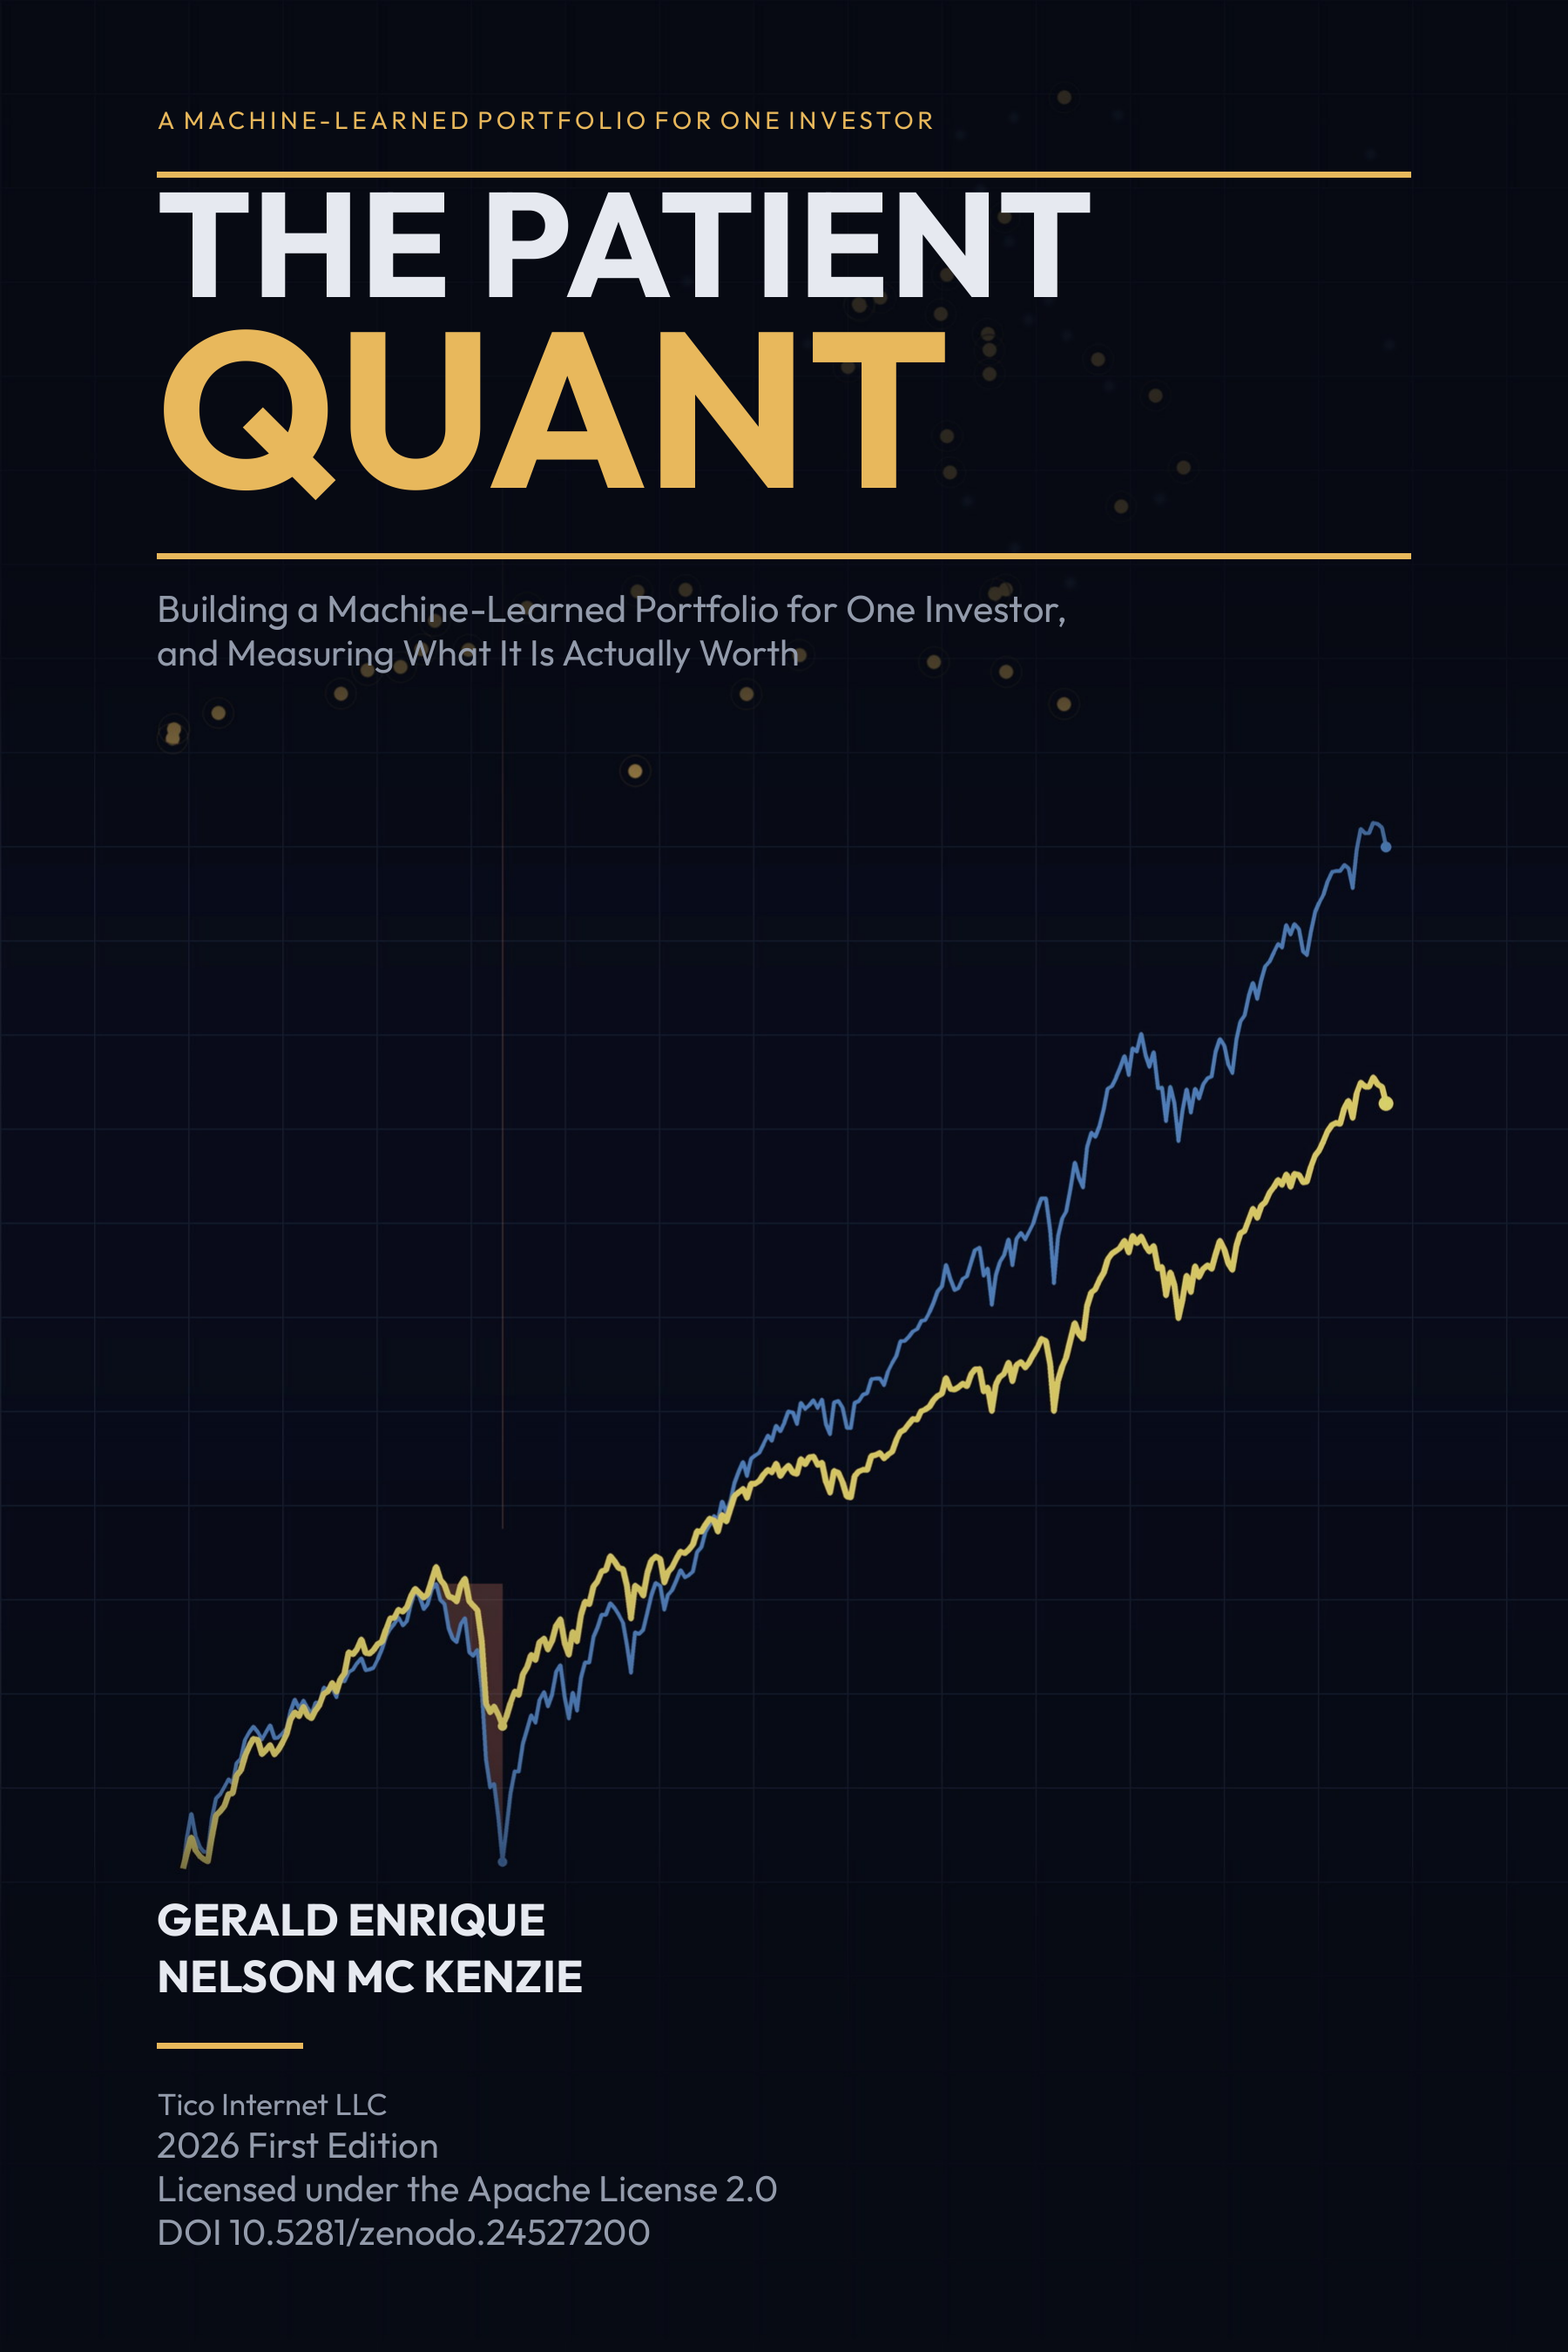 A MACHINE-LEARNED PORTFOLIO FOR ONE INVESTOR
THE PATIENT
QUANT
Building a Machine-Learned Portfolio for One Investor,
and Measuring What It Is Actually Worth
GERALD ENRIQUE
NELSON MC KENZIE
Tico Internet LLC
2026 First Edition
Licensed under the Apache License 2.0
DOI 10.5281/zenodo.24527200